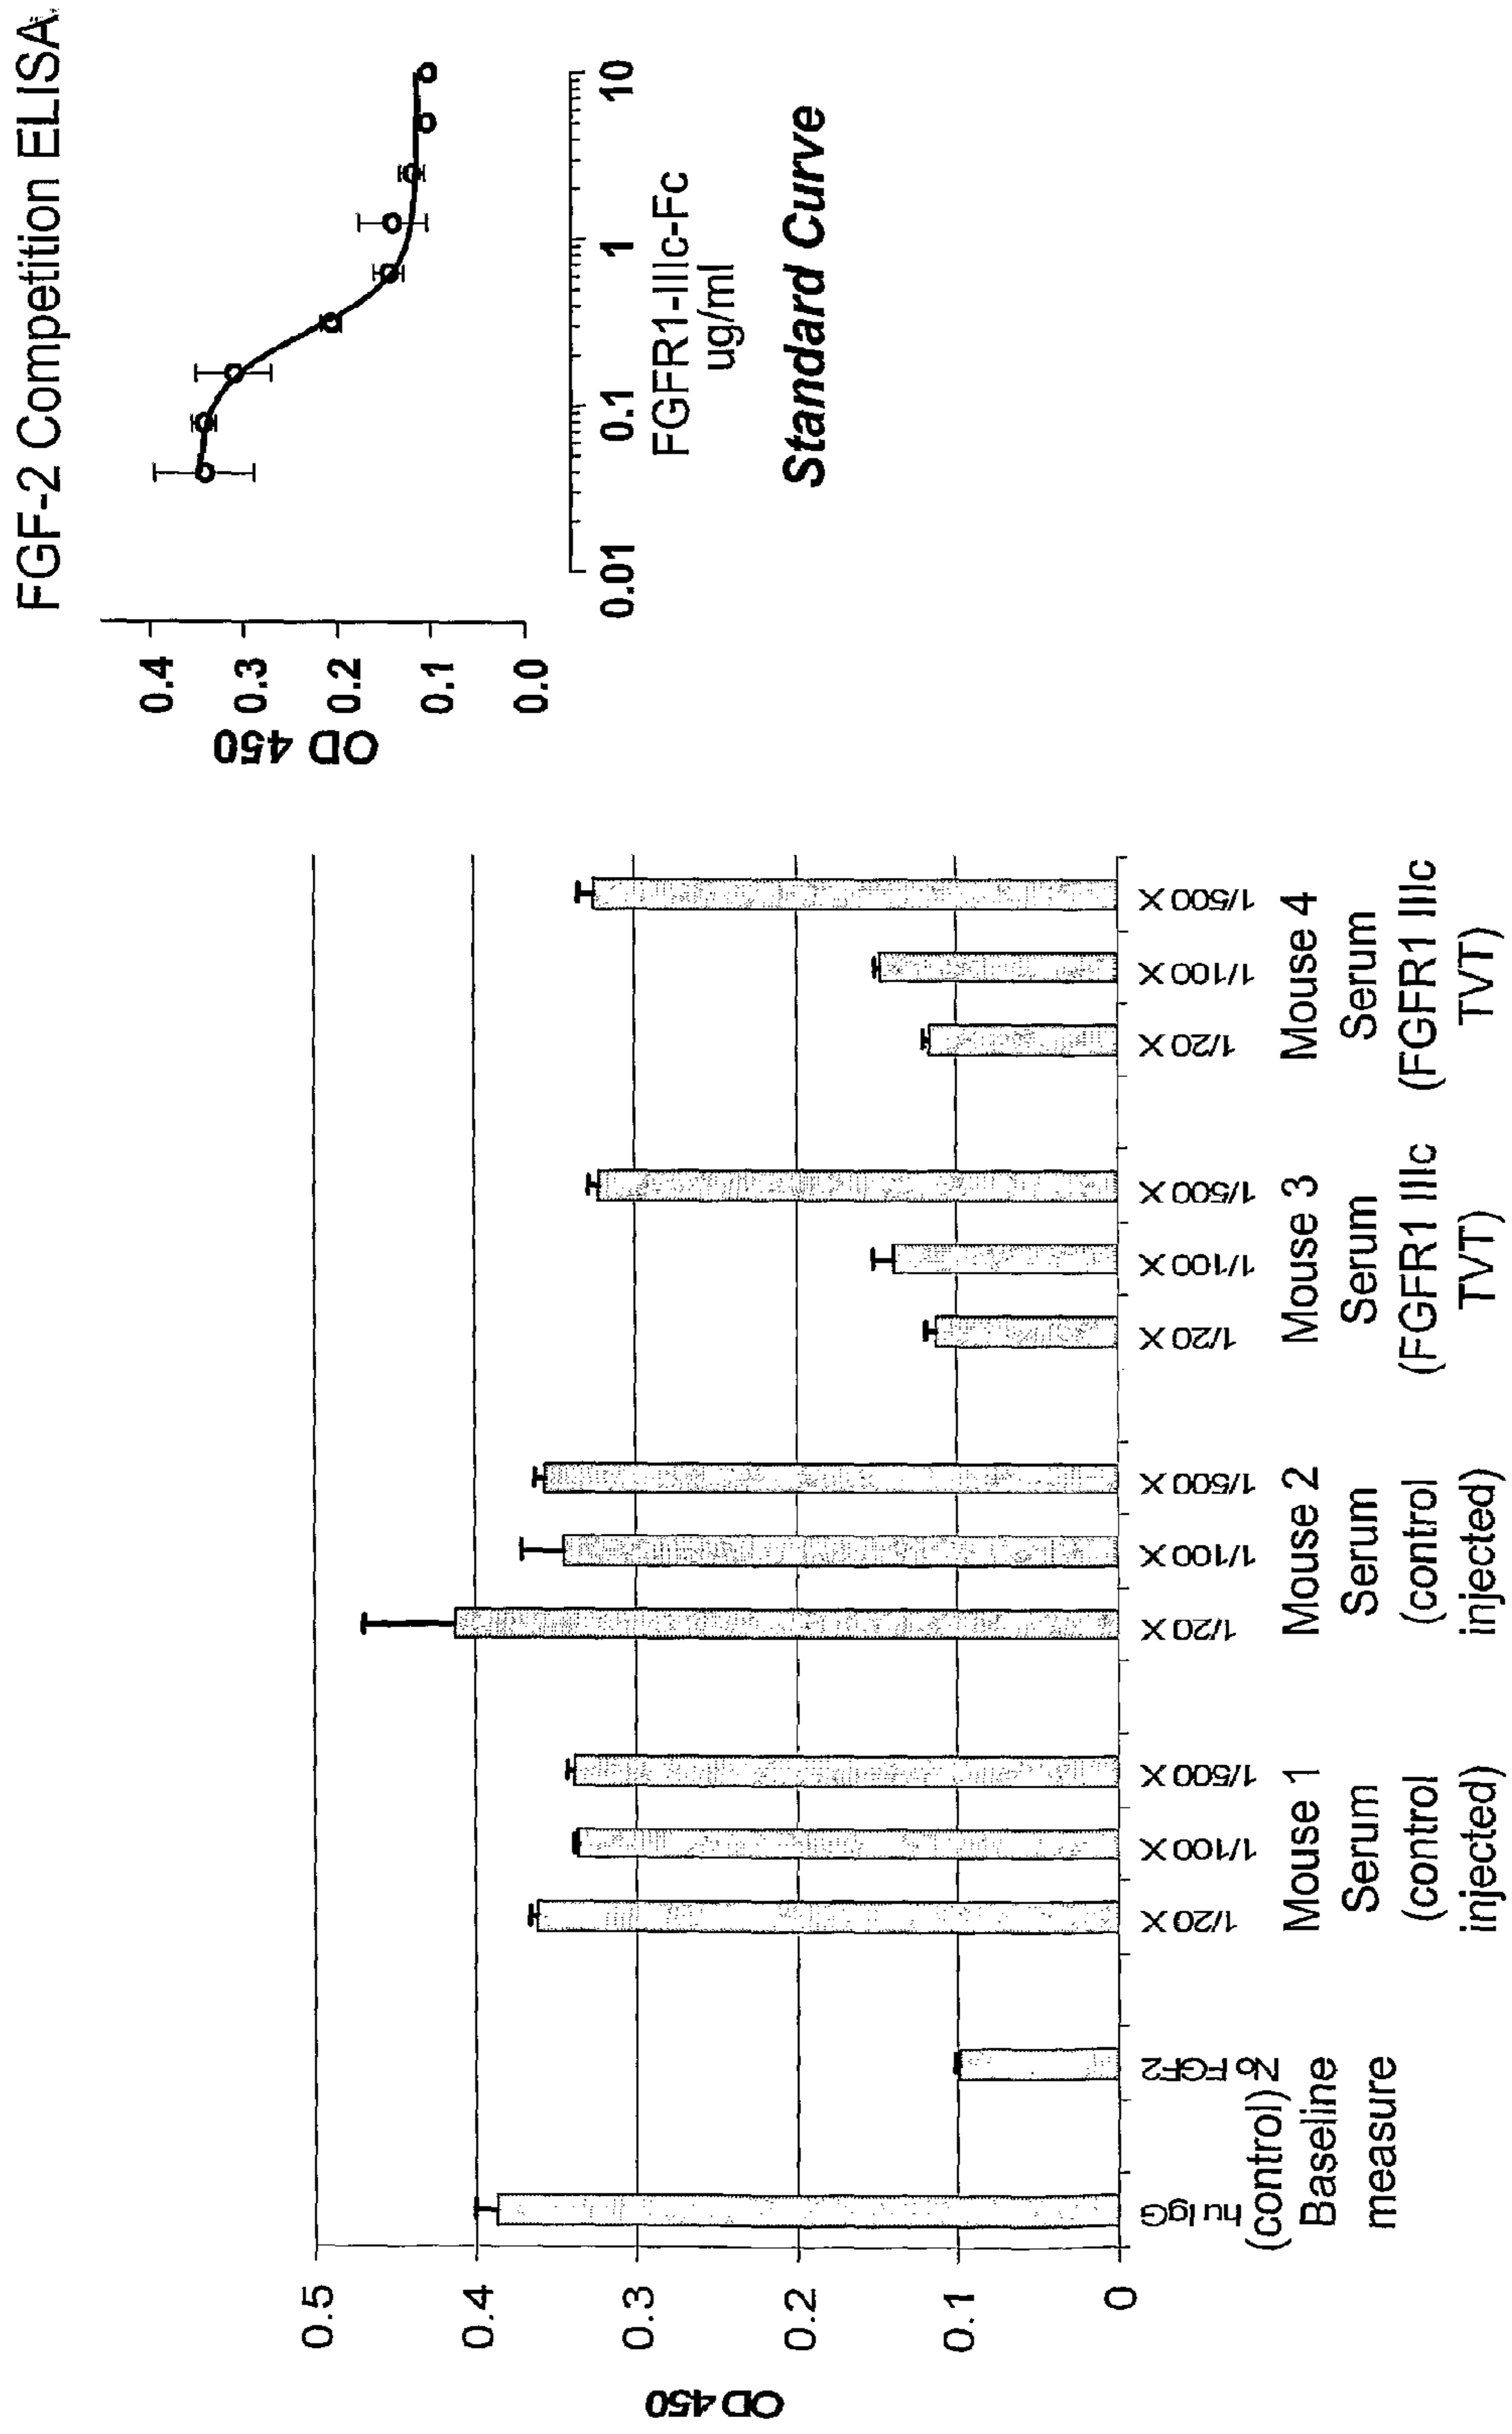 FGF-2 Competition ELISA
OD 450
0.4
0.3
0.2
0.1
0.0
0.01
0.1
1
10
FGFR1-IIIc-Fc
ug/ml
Standard Curve
OD 450
0.5
0.4
0.3
0.2
0.1
0
hu IgG
(control)
FGF2
Baseline
measure
1/20 X
1/100 X
1/500 X
Mouse 1
Serum
(control
injected)
1/20 X
1/100 X
1/500 X
Mouse 2
Serum
(control
injected)
1/20 X
1/100 X
1/500 X
Mouse 3
Serum
(FGFR1 IIIc
TVT)
1/20 X
1/100 X
1/500 X
Mouse 4
Serum
(FGFR1 IIIc
TVT)